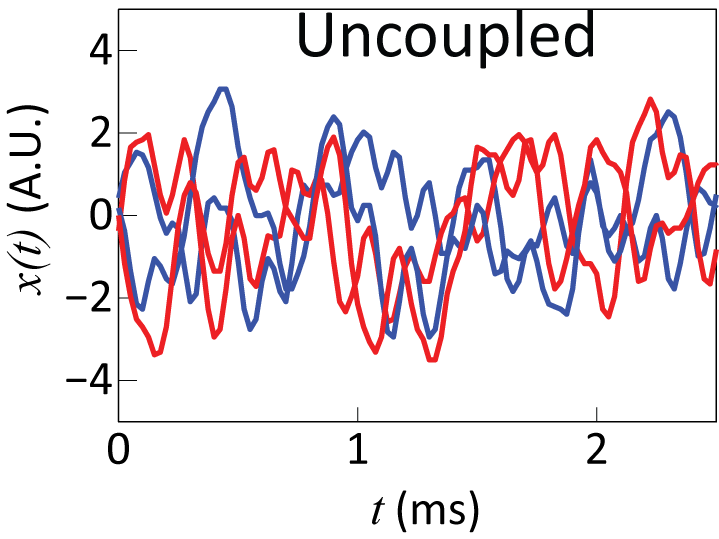 Uncoupled
x(t) (A.U.)
4
2
0
−2
−4
0 1 2
t (ms)